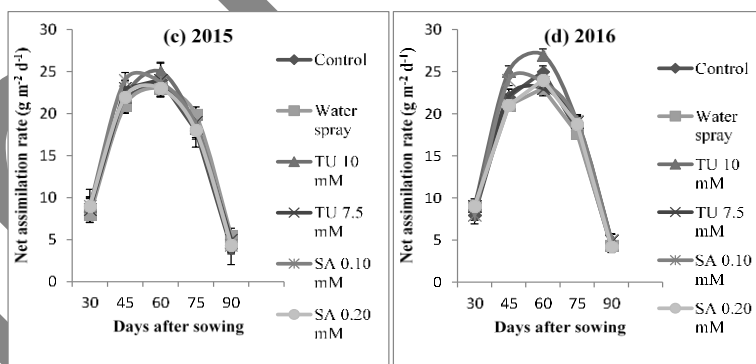 (c) 2015
Net assimilation rate (g m⁻² d⁻¹)
30
25
20
15
10
5
0
30 45 60 75 90
Days after sowing
Control
Water
spray
TU 10
mM
TU 7.5
mM
SA 0.10
mM
SA 0.20
mM
(d) 2016
Net assimilation rate (g m⁻² d⁻¹)
30
25
20
15
10
5
0
30 45 60 75 90
Days after sowing
Control
Water
spray
TU 10
mM
TU 7.5
mM
SA 0.10
mM
SA 0.20
mM